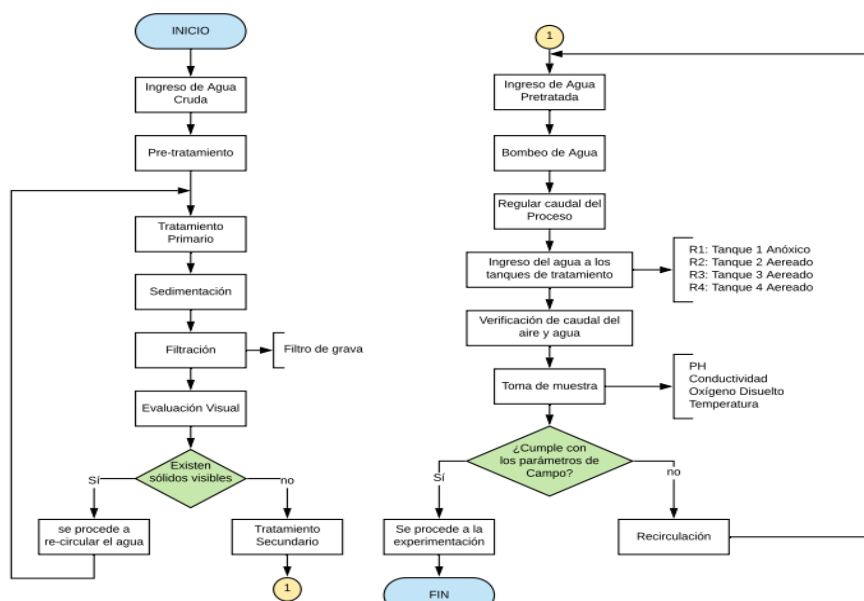 INICIO
Ingreso de Agua
Cruda
Pre-tratamiento
Tratamiento
Primario
Sedimentación
Filtración
Filtro de grava
Evaluación Visual
Existen
sólidos visibles
Sí
no
se procede a
re-circular el agua
Tratamiento
Secundario
1
1
Ingreso de Agua
Pretratada
Bombeo de Agua
Regular caudal del
Proceso
Ingreso del agua a los
tanques de tratamiento
R1: Tanque 1 Anóxico
R2: Tanque 2 Aereado
R3: Tanque 3 Aereado
R4: Tanque 4 Aereado
Verificación de caudal del
aire y agua
Toma de muestra
PH
Conductividad
Oxígeno Disuelto
Temperatura
¿Cumple con
los parámetros de
Campo?
Sí
no
Se procede a la
experimentación
Recirculación
FIN